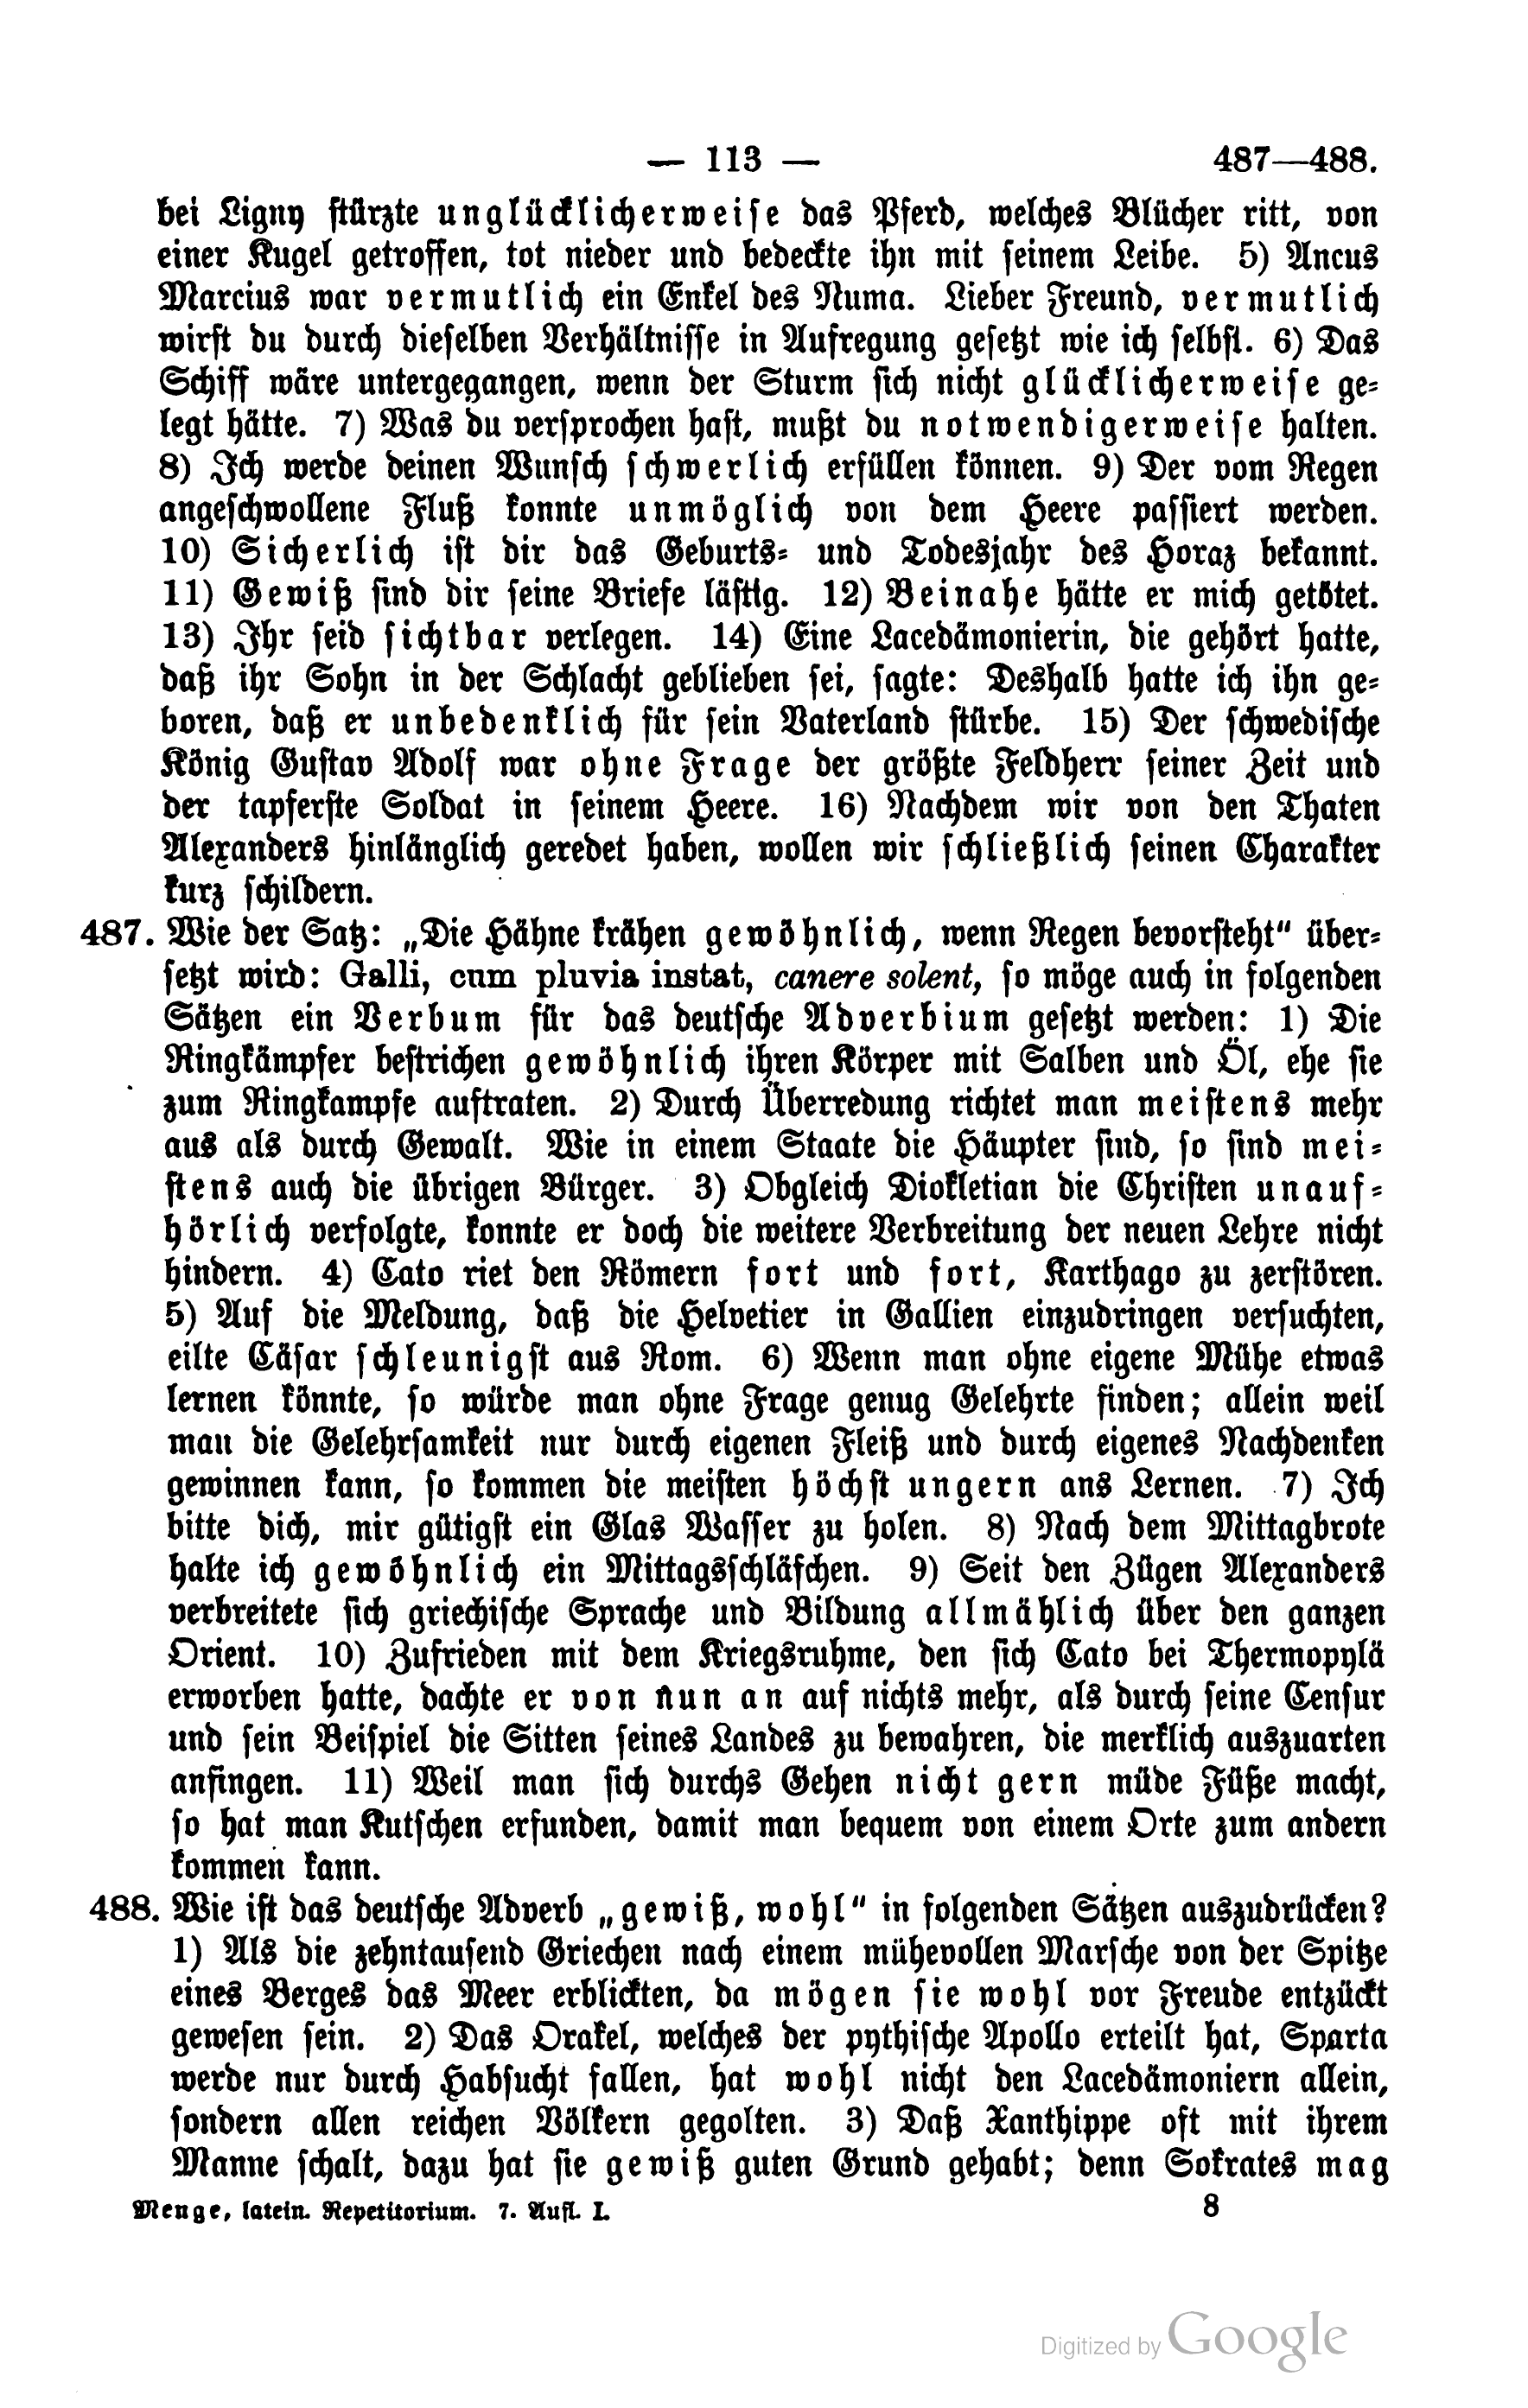 — 113 — 487—488.
bei Ligny stürzte unglücklicherweise das Pferd, welches Blücher ritt, von
einer Kugel getroffen, tot nieder und bedeckte ihn mit seinem Leibe. 5) Ancus
Marcius war vermutlich ein Enkel des Numa. Lieber Freund, vermutlich
wirst du durch dieselben Verhältnisse in Aufregung gesetzt wie ich selbst. 6) Das
Schiff wäre untergegangen, wenn der Sturm sich nicht glücklicherweise ge=
legt hätte. 7) Was du versprochen hast, mußt du notwendigerweise halten.
8) Ich werde deinen Wunsch schwerlich erfüllen können. 9) Der vom Regen
angeschwollene Fluß konnte unmöglich von dem Heere passiert werden.
10) Sicherlich ist dir das Geburts= und Todesjahr des Horaz bekannt.
11) Gewiß sind dir seine Briefe lästig. 12) Beinahe hätte er mich getötet.
13) Ihr seid sichtbar verlegen. 14) Eine Lacedämonierin, die gehört hatte,
daß ihr Sohn in der Schlacht geblieben sei, sagte: Deshalb hatte ich ihn ge=
boren, daß er unbedenklich für sein Vaterland stürbe. 15) Der schwedische
König Gustav Adolf war ohne Frage der größte Feldherr seiner Zeit und
der tapferste Soldat in seinem Heere. 16) Nachdem wir von den Thaten
Alexanders hinlänglich geredet haben, wollen wir schließlich seinen Charakter
kurz schildern.
487. Wie der Satz: „Die Hähne krähen gewöhnlich, wenn Regen bevorsteht“ über=
setzt wird: Galli, cum pluvia instat, canere solent, so möge auch in folgenden
Sätzen ein Verbum für das deutsche Adverbium gesetzt werden: 1) Die
Ringkämpfer bestrichen gewöhnlich ihren Körper mit Salben und Öl, ehe sie
zum Ringkampfe auftraten. 2) Durch Überredung richtet man meistens mehr
aus als durch Gewalt. Wie in einem Staate die Häupter sind, so sind mei=
stens auch die übrigen Bürger. 3) Obgleich Diokletian die Christen unauf=
hörlich verfolgte, konnte er doch die weitere Verbreitung der neuen Lehre nicht
hindern. 4) Cato riet den Römern fort und fort, Karthago zu zerstören.
5) Auf die Meldung, daß die Helvetier in Gallien einzudringen versuchten,
eilte Cäsar schleunigst aus Rom. 6) Wenn man ohne eigene Mühe etwas
lernen könnte, so würde man ohne Frage genug Gelehrte finden; allein weil
man die Gelehrsamkeit nur durch eigenen Fleiß und durch eigenes Nachdenken
gewinnen kann, so kommen die meisten höchst ungern ans Lernen. 7) Ich
bitte dich, mir gütigst ein Glas Wasser zu holen. 8) Nach dem Mittagbrote
halte ich gewöhnlich ein Mittagsschläfchen. 9) Seit den Zügen Alexanders
verbreitete sich griechische Sprache und Bildung allmählich über den ganzen
Orient. 10) Zufrieden mit dem Kriegsruhme, den sich Cato bei Thermopylä
erworben hatte, dachte er von nun an auf nichts mehr, als durch seine Censur
und sein Beispiel die Sitten seines Landes zu bewahren, die merklich auszuarten
anfingen. 11) Weil man sich durchs Gehen nicht gern müde Füße macht,
so hat man Kutschen erfunden, damit man bequem von einem Orte zum andern
kommen kann.
488. Wie ist das deutsche Adverb „gewiß, wohl“ in folgenden Sätzen auszudrücken?
1) Als die zehntausend Griechen nach einem mühevollen Marsche von der Spitze
eines Berges das Meer erblickten, da mögen sie wohl vor Freude entzückt
gewesen sein. 2) Das Orakel, welches der pythische Apollo erteilt hat, Sparta
werde nur durch Habsucht fallen, hat wohl nicht den Lacedämoniern allein,
sondern allen reichen Völkern gegolten. 3) Daß Xanthippe oft mit ihrem
Manne schalt, dazu hat sie gewiß guten Grund gehabt; denn Sokrates mag
Menge, latein. Repetitorium. 7. Aufl. I. 8
Digitized by Google